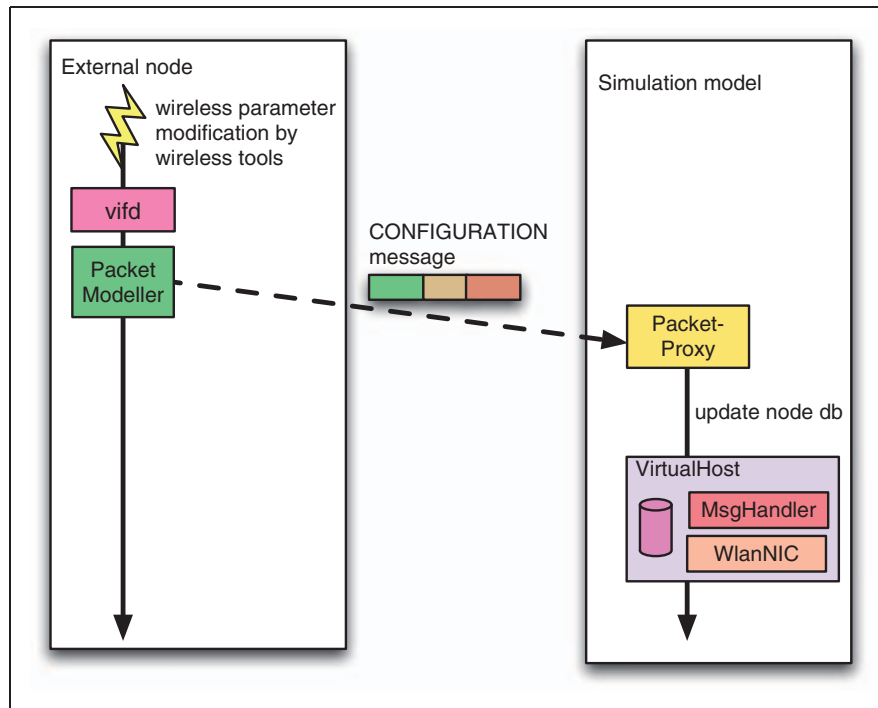 External node
wireless parameter
modification by
wireless tools
vifd
Packet
Modeller
CONFIGURATION
message
Simulation model
Packet-
Proxy
update node db
VirtualHost
MsgHandler
WlanNIC